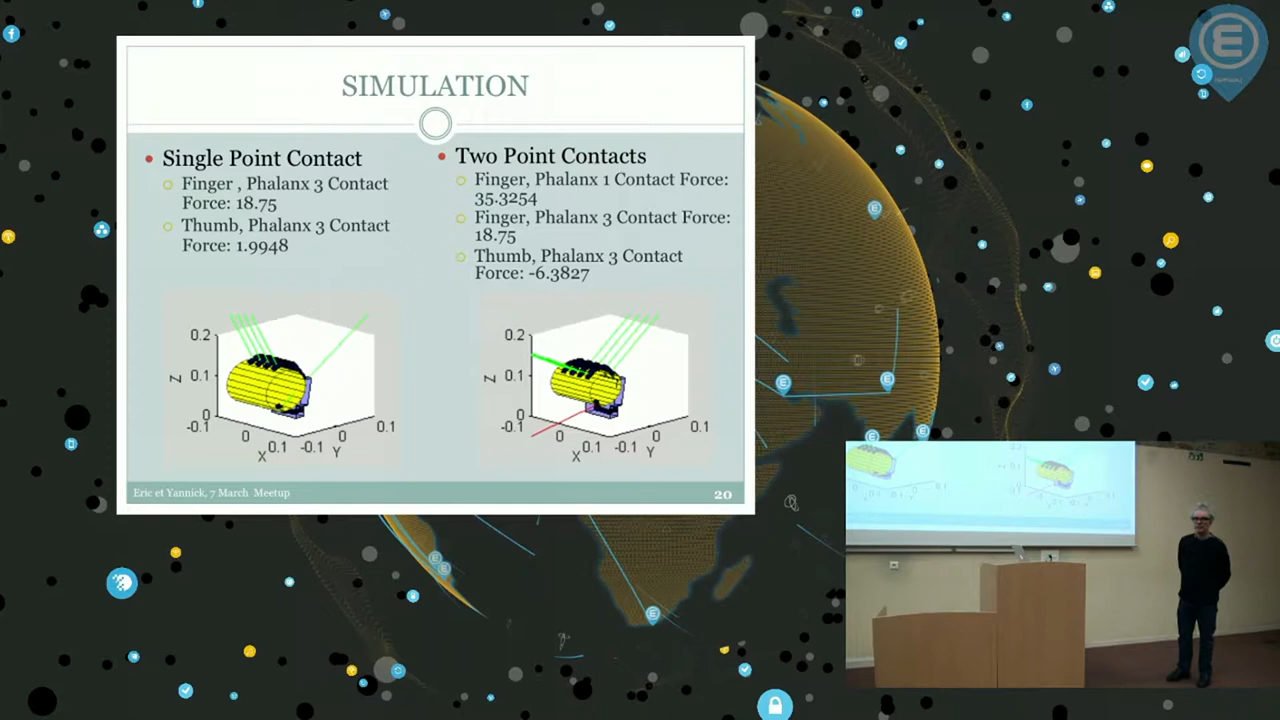 SIMULATION
Single Point Contact
Finger , Phalanx 3 Contact
Force: 18.75
Thumb, Phalanx 3 Contact
Force: 1.9948
Two Point Contacts
Finger, Phalanx 1 Contact Force:
35.3254
Finger, Phalanx 3 Contact Force:
18.75
Thumb, Phalanx 3 Contact
Force: -6.3827
0.2
Z 0.1
0
-0.1
0
X 0.1 -0.1
Y
0
0.1
0.2
Z 0.1
0
-0.1
0
X 0.1 -0.1
Y
0
0.1
Eric et Yannick, 7 March Meetup
20